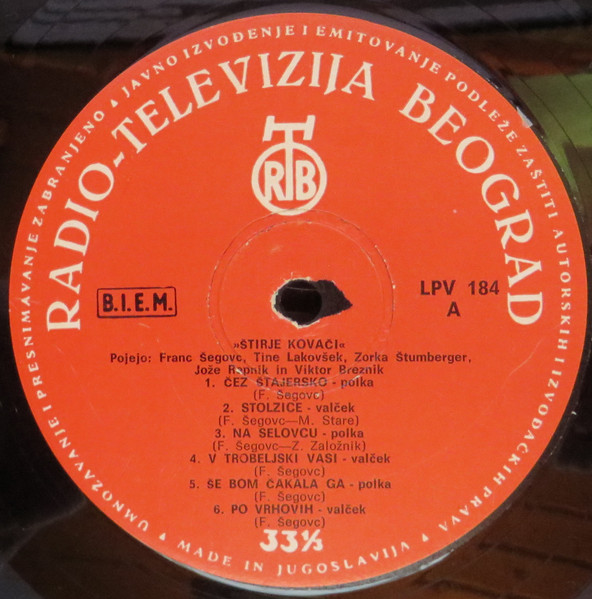 UMNOŽAVANJE I PRESNIMAVANJE ZABRANJENO ▲ JAVNO IZVOĐENJE I EMITOVANJE PODLEŽE ZAŠTITI AUTORSKIH I IZVOĐAČKIH PRAVA ▲
RADIO-TELEVIZIJA BEOGRAD
RTB
B.I.E.M.
LPV 184
A
»ŠTIRJE KOVAČI«
Pojejo: Franc Šegovc, Tine Lakovšek, Zorka Štumberger,
Jože Repnik in Viktor Breznik
1. ČEZ ŠTAJERSKO - polka
(F. Šegovc)
2. STOLZICE - valček
(F. Šegovc—M. Stare)
3. NA SELOVCU - polka
(F. Šegovc—Z. Založnik)
4. V TROBELJSKI VASI - valček
(F. Šegovc)
5. ŠE BOM ČAKALA GA - polka
(F. Šegovc)
6. PO VRHOVIH - valček
(F. Šegovc)
33⅓
MADE IN JUGOSLAVIJA